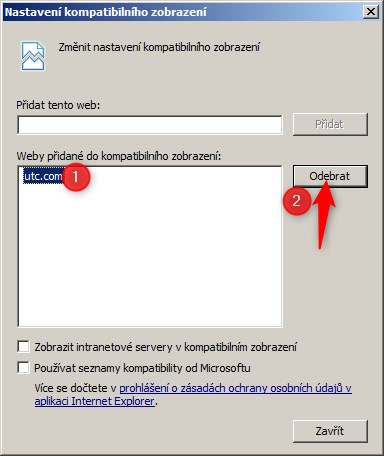 Nastavení kompatibilního zobrazení
Změnit nastavení kompatibilního zobrazení
Přidat tento web:
Přidat
Weby přidané do kompatibilního zobrazení:
utc.com 1
Odebrat
2
Zobrazit intranetové servery v kompatibilním zobrazení
Používat seznamy kompatibility od Microsoftu
Více se dočtete v prohlášení o zásadách ochrany osobních údajů v
aplikaci Internet Explorer.
Zavřít